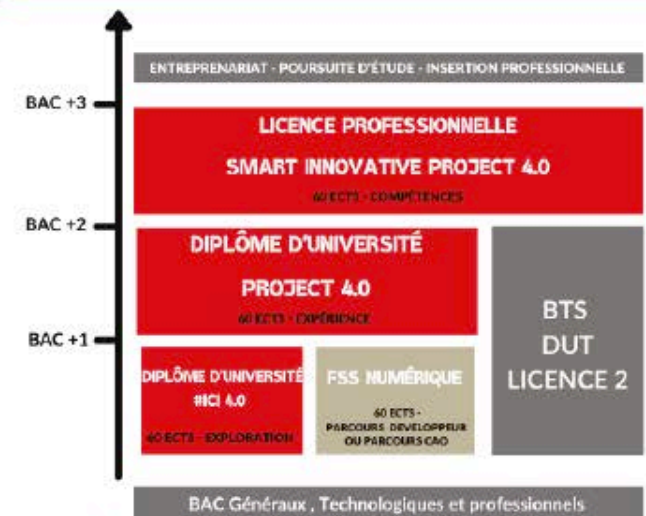 ENTREPRENARIAT - POURSUITE D'ÉTUDE - INSERTION PROFESSIONNELLE
BAC +3
LICENCE PROFESSIONNELLE
SMART INNOVATIVE PROJECT 4.0
60 ECTS - COMPÉTENCES
BAC +2
DIPLÔME D'UNIVERSITÉ
PROJECT 4.0
60 ECTS - EXPÉRIENCE
BTS
DUT
LICENCE 2
BAC +1
DIPLÔME D'UNIVERSITÉ
#ICI 4.0
60 ECTS - EXPLORATION
FSS NUMÉRIQUE
60 ECTS -
PARCOURS DEVELOPPEUR
OU PARCOURS CAO
BAC Généraux , Technologiques et professionnels